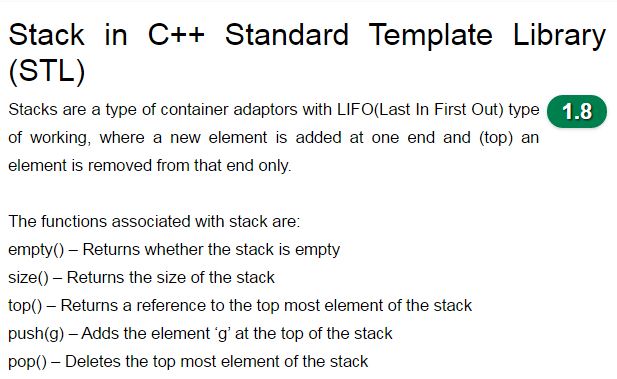 Stack in C++ Standard Template Library
(STL)
Stacks are a type of container adaptors with LIFO(Last In First Out) type
1.8
of working, where a new element is added at one end and (top) an
element is removed from that end only.
The functions associated with stack are:
empty() – Returns whether the stack is empty
size() – Returns the size of the stack
top() – Returns a reference to the top most element of the stack
push(g) – Adds the element ‘g’ at the top of the stack
pop() – Deletes the top most element of the stack